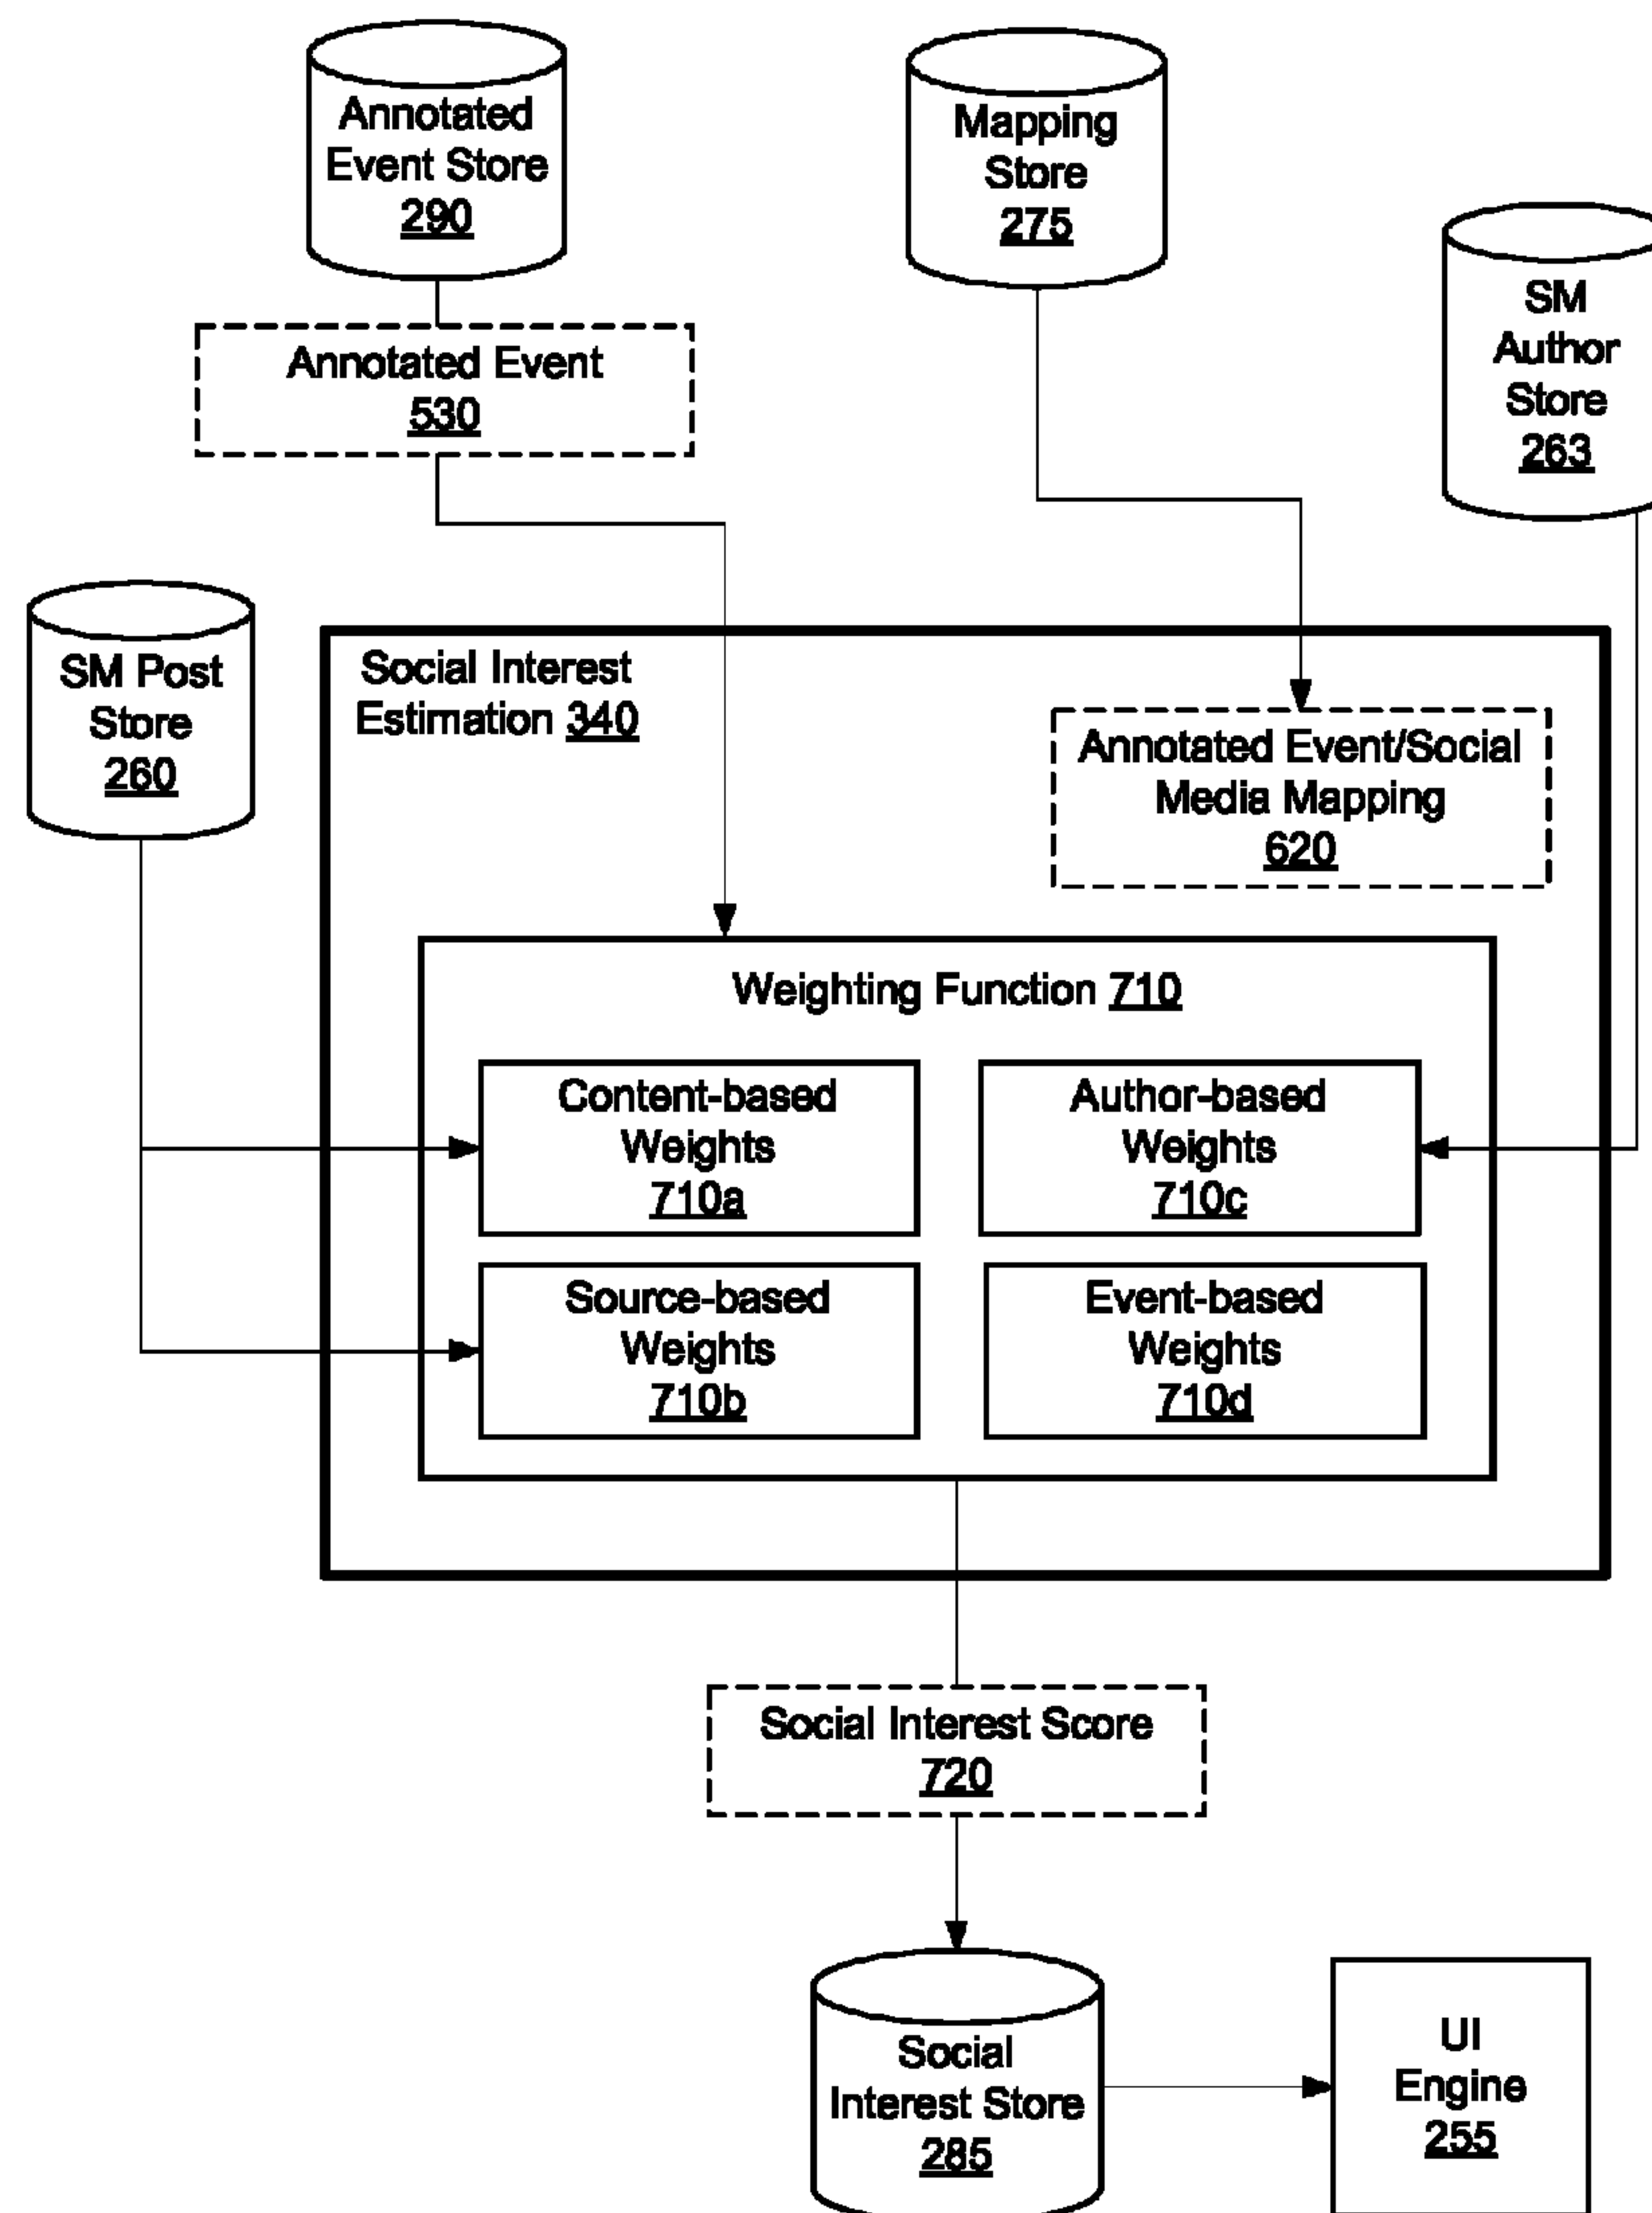 Annotated
Event Store
290
Mapping
Store
275
SM
Author
Store
263
Annotated Event
530
SM Post
Store
260
Social Interest
Estimation 340
Annotated Event/Social
Media Mapping
620
Weighting Function 710
Content-based
Weights
710a
Author-based
Weights
710c
Source-based
Weights
710b
Event-based
Weights
710d
Social Interest Score
720
Social
Interest Store
285
UI
Engine
255